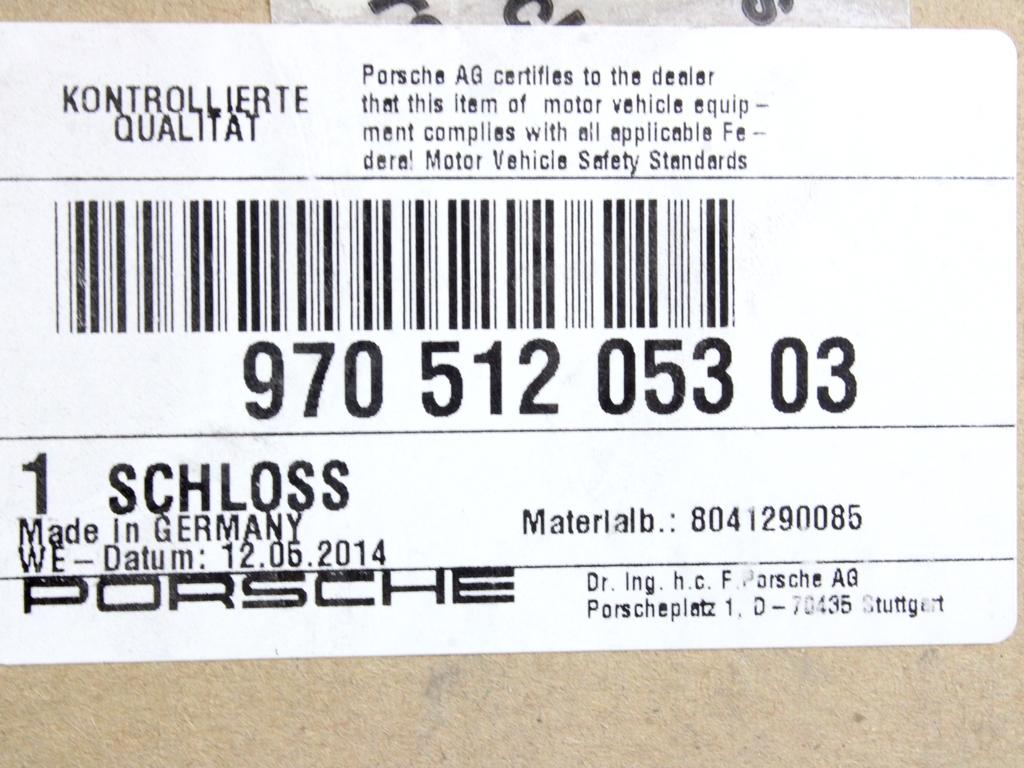 KONTROLLIERTE
QUALITÄT
Porsche AG certifies to the dealer
that this item of motor vehicle equip–
ment complies with all applicable Fe–
deral Motor Vehicle Safety Standards
970 512 053 03
1 SCHLOSS
Made in GERMANY
WE–Datum: 12.05.2014
Materialb.: 8041290085
PORSCHE
Dr. Ing. h.c. F. Porsche AG
Porscheplatz 1, D–70435 Stuttgart